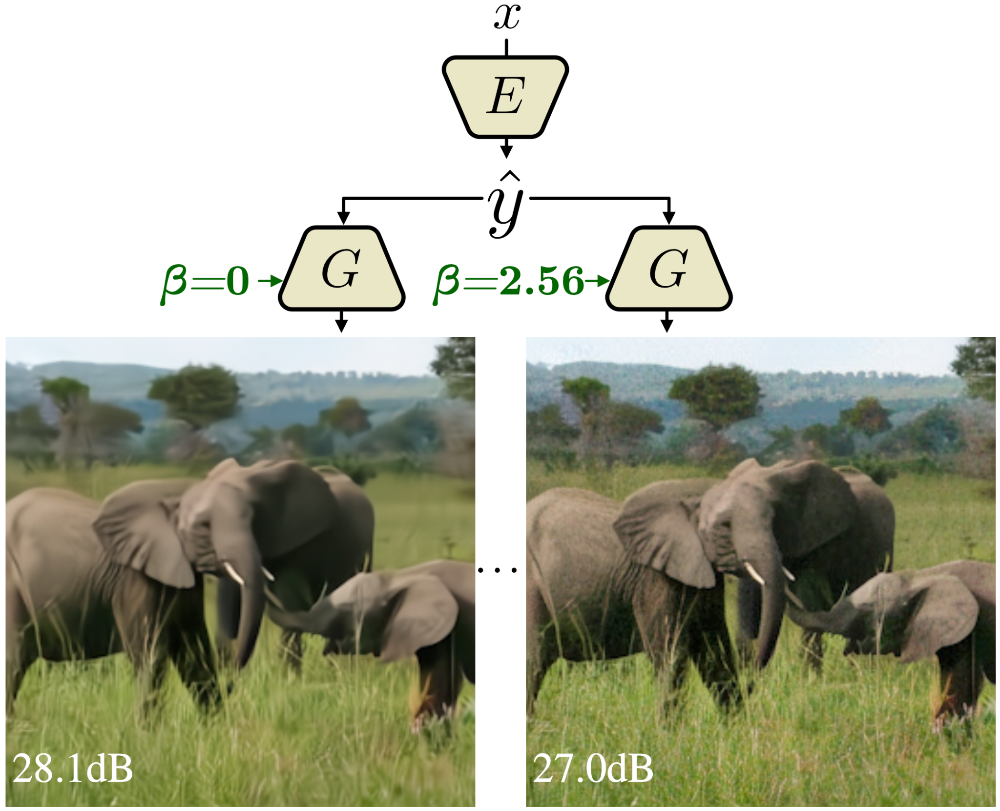 x
E
ŷ
G
G
β=0
β=2.56
...
28.1dB
27.0dB